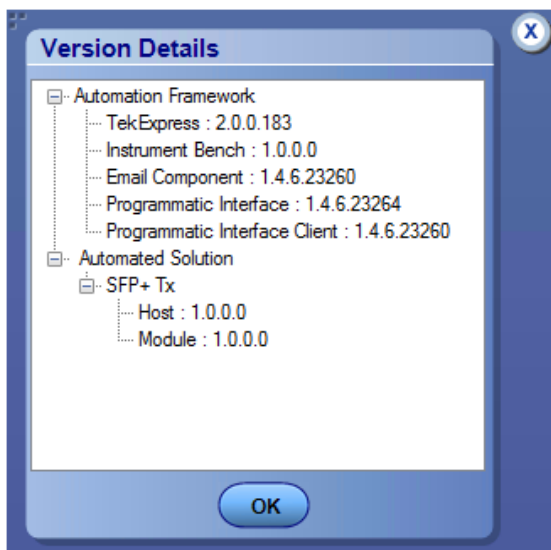 Version Details
X
Automation Framework
TekExpress : 2.0.0.183
Instrument Bench : 1.0.0.0
Email Component : 1.4.6.23260
Programmatic Interface : 1.4.6.23264
Programmatic Interface Client : 1.4.6.23260
Automated Solution
SFP+ Tx
Host : 1.0.0.0
Module : 1.0.0.0
OK